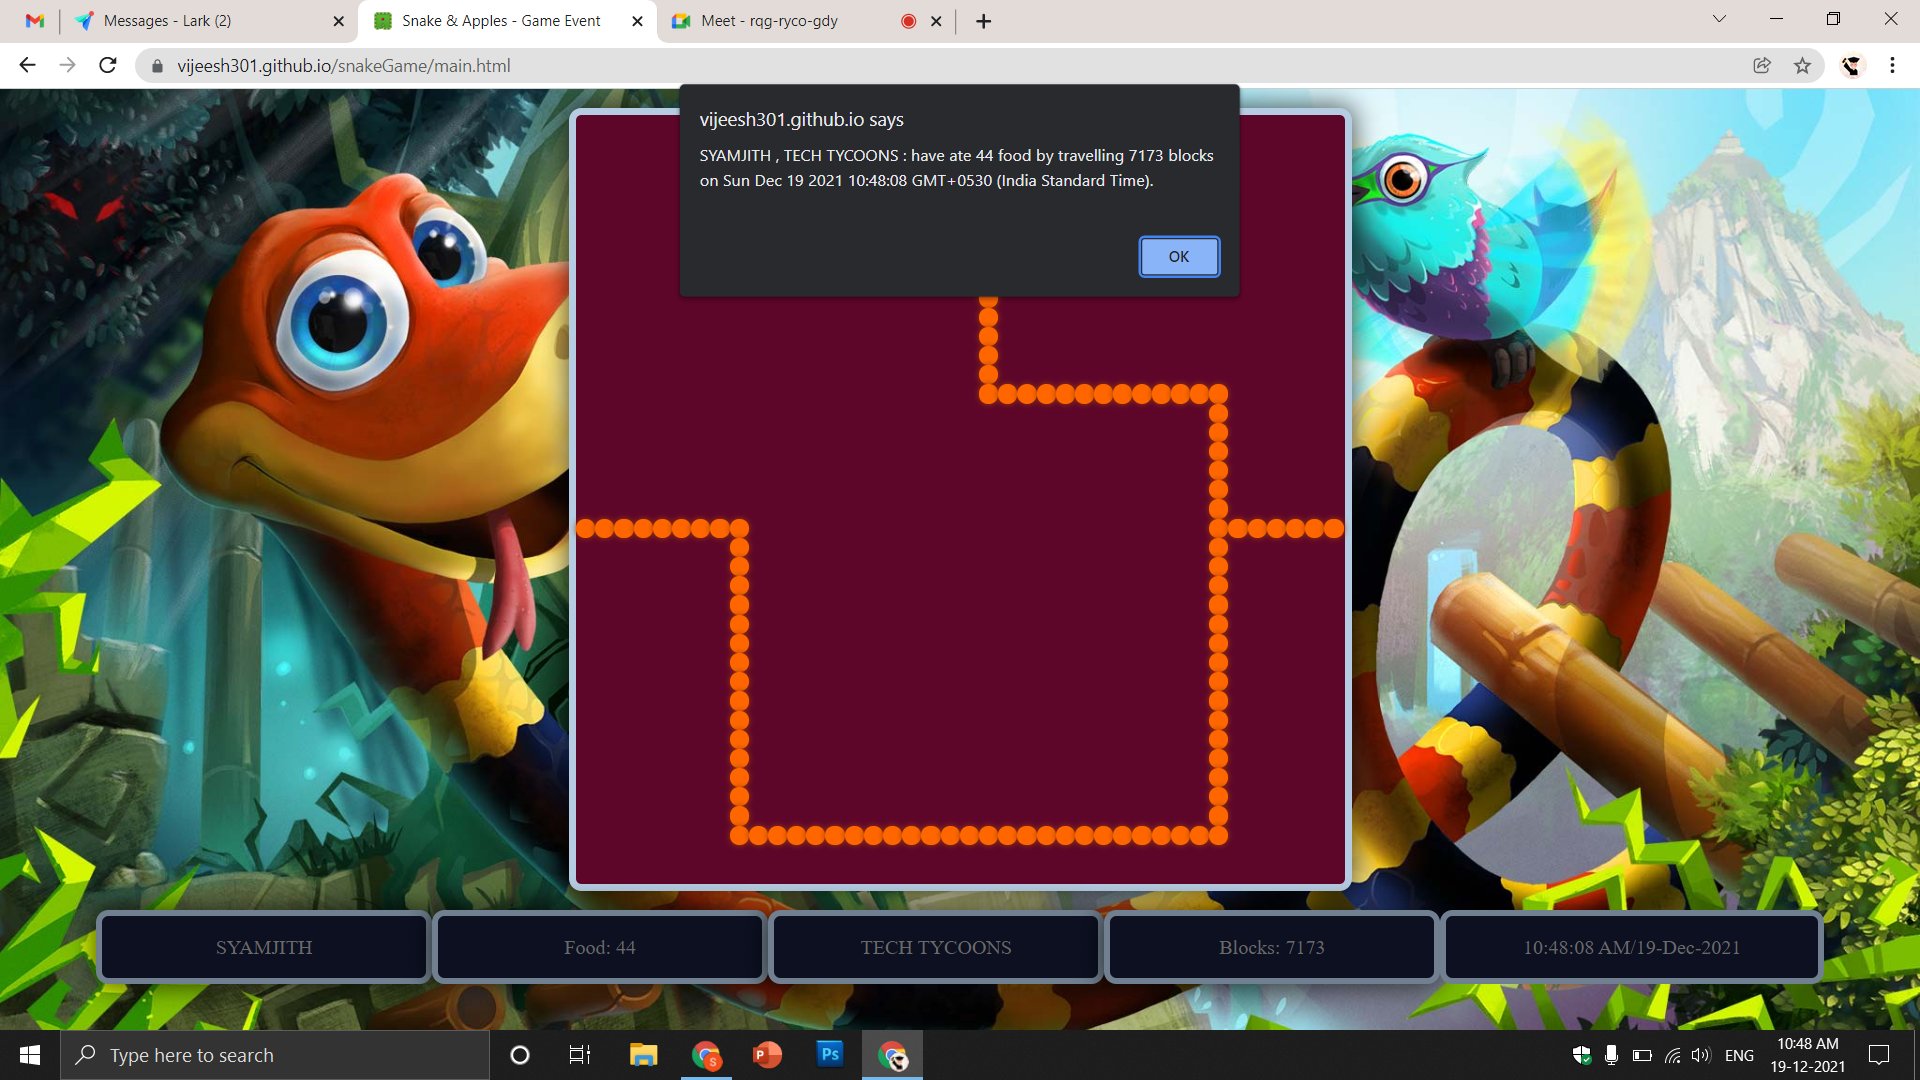 Messages - Lark (2)
Snake & Apples - Game Event
Meet - rqg-ryco-gdy
vijeesh301.github.io/snakeGame/main.html
vijeesh301.github.io says
SYAMJITH , TECH TYCOONS : have ate 44 food by travelling 7173 blocks
on Sun Dec 19 2021 10:48:08 GMT+0530 (India Standard Time).
OK
SYAMJITH
Food: 44
TECH TYCOONS
Blocks: 7173
10:48:08 AM/19-Dec-2021
Type here to search
S
P
Ps
ENG
10:48 AM
19-12-2021